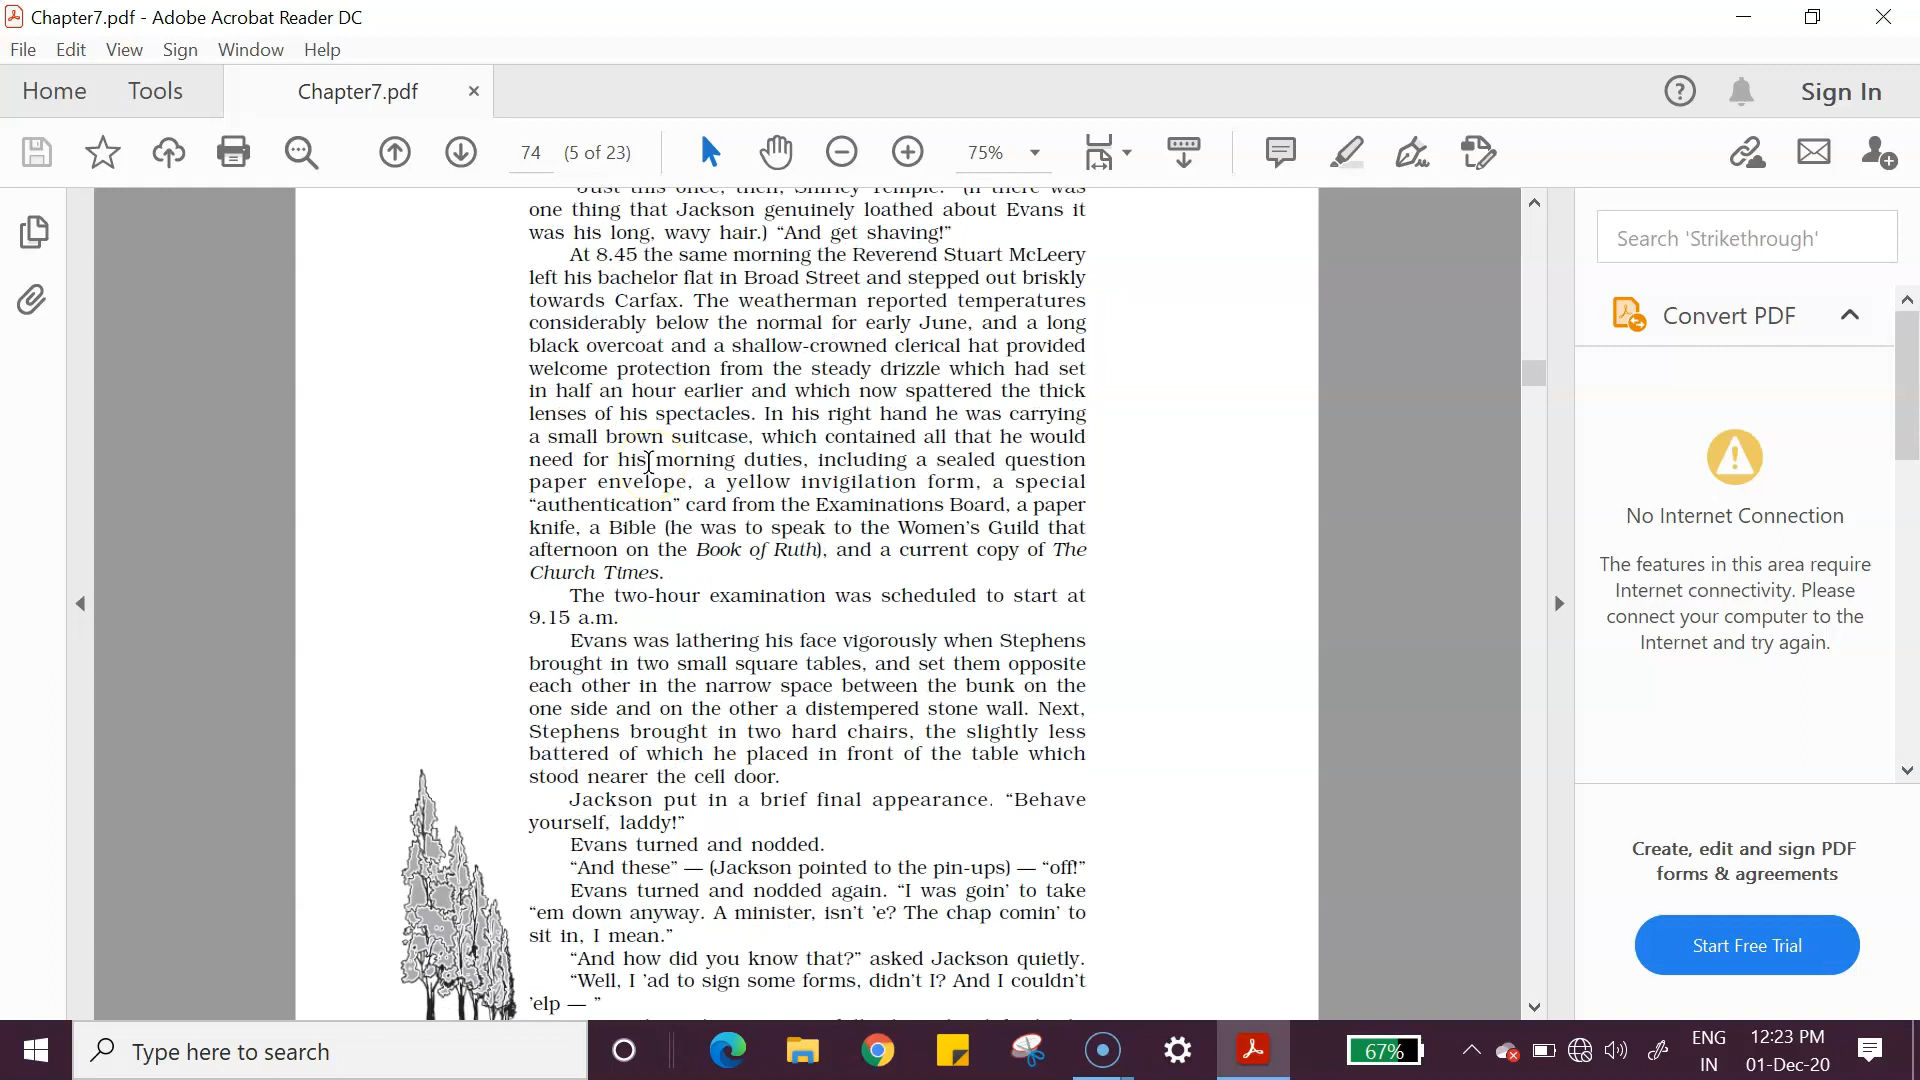 Chapter7.pdf - Adobe Acrobat Reader DC
File Edit View Sign Window Help
Home Tools Chapter7.pdf × Sign In
74 (5 of 23) 75%
“Just this once, then, Shirley Temple.” (If there was
one thing that Jackson genuinely loathed about Evans it
was his long, wavy hair.) “And get shaving!”
At 8.45 the same morning the Reverend Stuart McLeery
left his bachelor flat in Broad Street and stepped out briskly
towards Carfax. The weatherman reported temperatures
considerably below the normal for early June, and a long
black overcoat and a shallow-crowned clerical hat provided
welcome protection from the steady drizzle which had set
in half an hour earlier and which now spattered the thick
lenses of his spectacles. In his right hand he was carrying
a small brown suitcase, which contained all that he would
need for his morning duties, including a sealed question
paper envelope, a yellow invigilation form, a special
“authentication” card from the Examinations Board, a paper
knife, a Bible (he was to speak to the Women’s Guild that
afternoon on the Book of Ruth), and a current copy of The
Church Times.
The two-hour examination was scheduled to start at
9.15 a.m.
Evans was lathering his face vigorously when Stephens
brought in two small square tables, and set them opposite
each other in the narrow space between the bunk on the
one side and on the other a distempered stone wall. Next,
Stephens brought in two hard chairs, the slightly less
battered of which he placed in front of the table which
stood nearer the cell door.
Jackson put in a brief final appearance. “Behave
yourself, laddy!”
Evans turned and nodded.
“And these” — (Jackson pointed to the pin-ups) — “off!”
Evans turned and nodded again. “I was goin’ to take
“em down anyway. A minister, isn’t ’e? The chap comin’ to
sit in, I mean.”
“And how did you know that?” asked Jackson quietly.
“Well, I ’ad to sign some forms, didn’t I? And I couldn’t
’elp — ”
Search 'Strikethrough'
Convert PDF
No Internet Connection
The features in this area require
Internet connectivity. Please
connect your computer to the
Internet and try again.
Create, edit and sign PDF
forms & agreements
Start Free Trial
Type here to search
67%
ENG
IN
12:23 PM
01-Dec-20